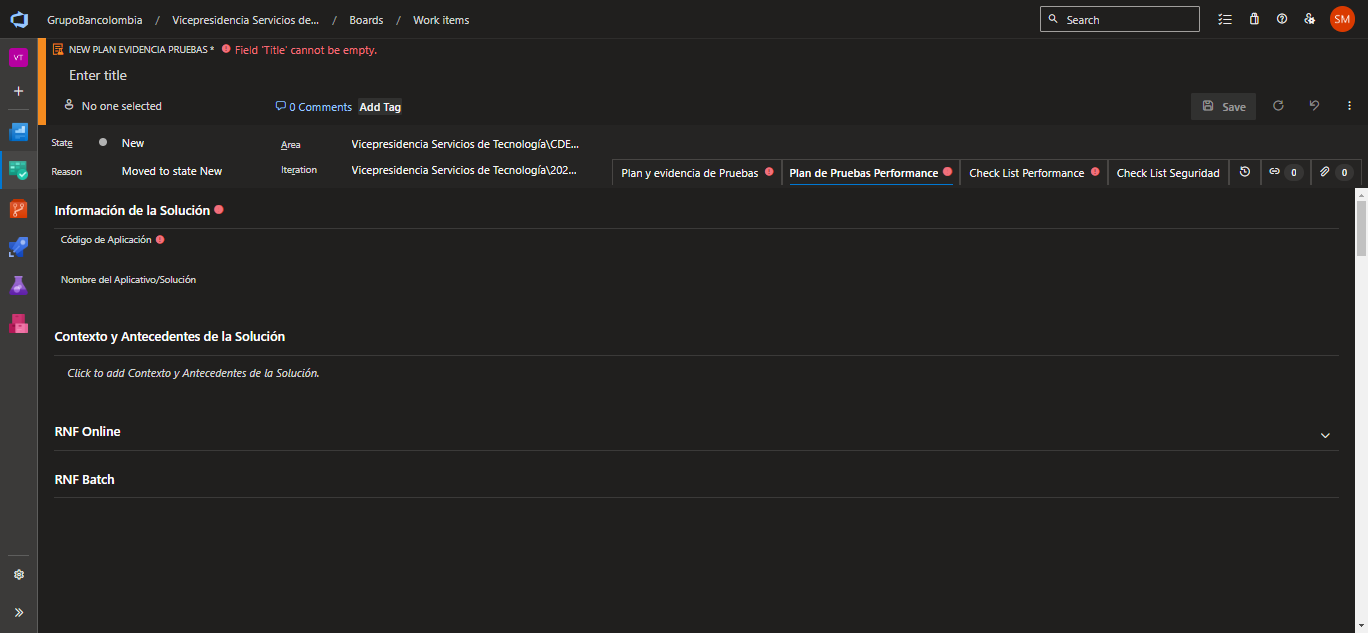 GrupoBancolombia / Vicepresidencia Servicios de... / Boards / Work items
Search
SM
VT
NEW PLAN EVIDENCIA PRUEBAS * Field 'Title' cannot be empty.
Enter title
No one selected
0 Comments Add Tag
Save
State New
Area Vicepresidencia Servicios de Tecnología\CDE...
Reason Moved to state New
Iteration Vicepresidencia Servicios de Tecnología\202...
Plan y evidencia de Pruebas Plan de Pruebas Performance Check List Performance Check List Seguridad 0 0
Información de la Solución
Código de Aplicación
Nombre del Aplicativo/Solución
Contexto y Antecedentes de la Solución
Click to add Contexto y Antecedentes de la Solución.
RNF Online
RNF Batch